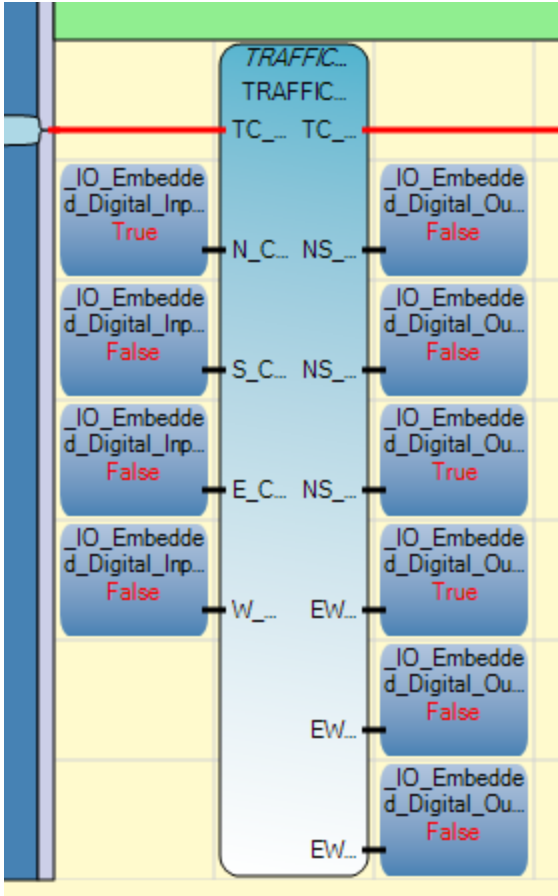 TRAFFIC...
TRAFFIC...
TC_... TC_...
_IO_Embedde
d_Digital_Inp...
True
N_C... NS_...
_IO_Embedde
d_Digital_Ou...
False
_IO_Embedde
d_Digital_Inp...
False
S_C... NS_...
_IO_Embedde
d_Digital_Ou...
False
_IO_Embedde
d_Digital_Inp...
False
E_C... NS_...
_IO_Embedde
d_Digital_Ou...
True
_IO_Embedde
d_Digital_Inp...
False
W_... EW...
_IO_Embedde
d_Digital_Ou...
True
EW...
_IO_Embedde
d_Digital_Ou...
False
EW...
_IO_Embedde
d_Digital_Ou...
False